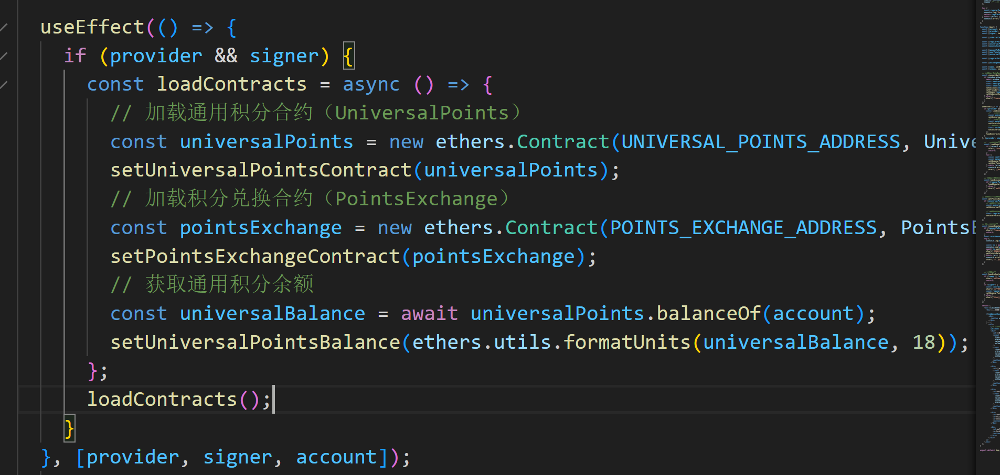 useEffect(() => {
if (provider && signer) {
const loadContracts = async () => {
// 加载通用积分合约（UniversalPoints）
const universalPoints = new ethers.Contract(UNIVERSAL_POINTS_ADDRESS, Unive
setUniversalPointsContract(universalPoints);
// 加载积分兑换合约（PointsExchange）
const pointsExchange = new ethers.Contract(POINTS_EXCHANGE_ADDRESS, PointsE
setPointsExchangeContract(pointsExchange);
// 获取通用积分余额
const universalBalance = await universalPoints.balanceOf(account);
setUniversalPointsBalance(ethers.utils.formatUnits(universalBalance, 18));
};
loadContracts();
}
}, [provider, signer, account]);